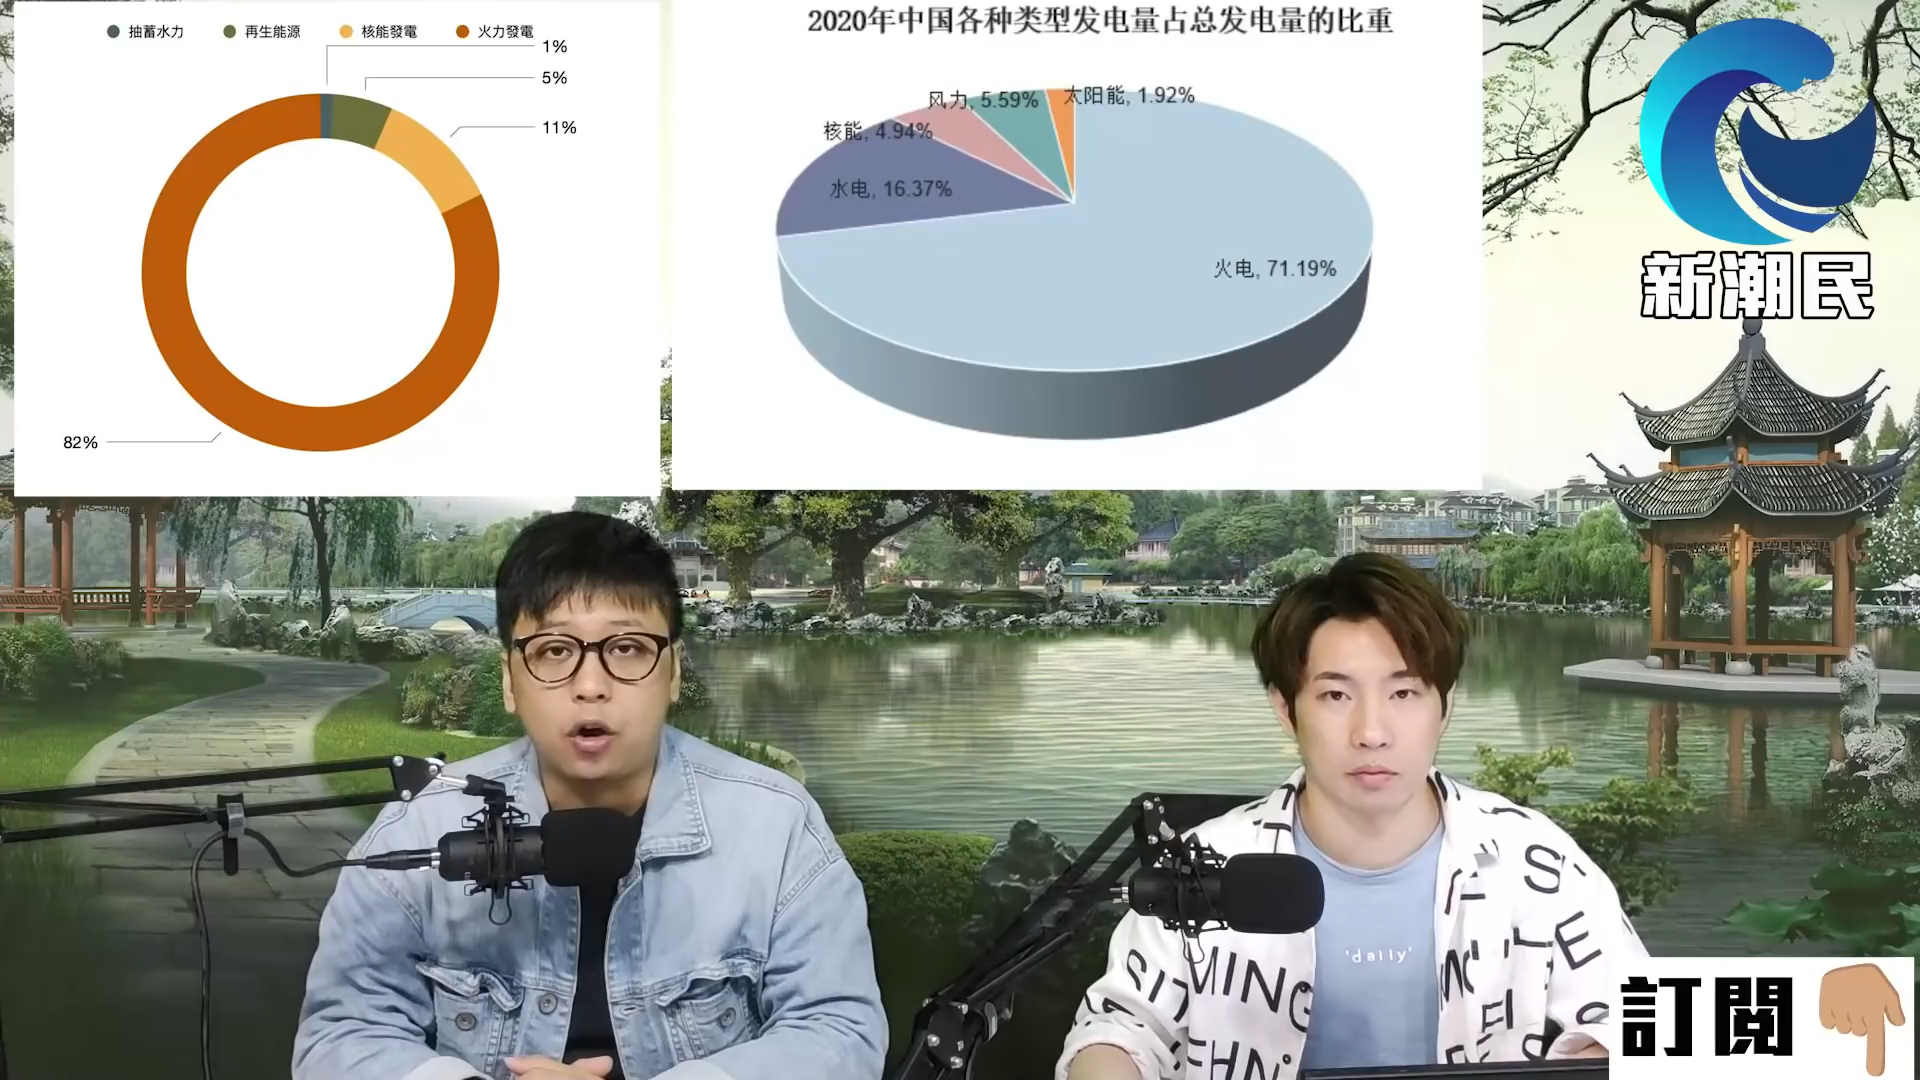 抽蓄水力 再生能源 核能發電 火力發電
1%
5%
11%
82%
2020年中国各种类型发电量占总发电量的比重
风力, 5.59%
太阳能, 1.92%
核能, 4.94%
水电, 16.37%
火电, 71.19%
新潮民
'daily'
MING
訂閱